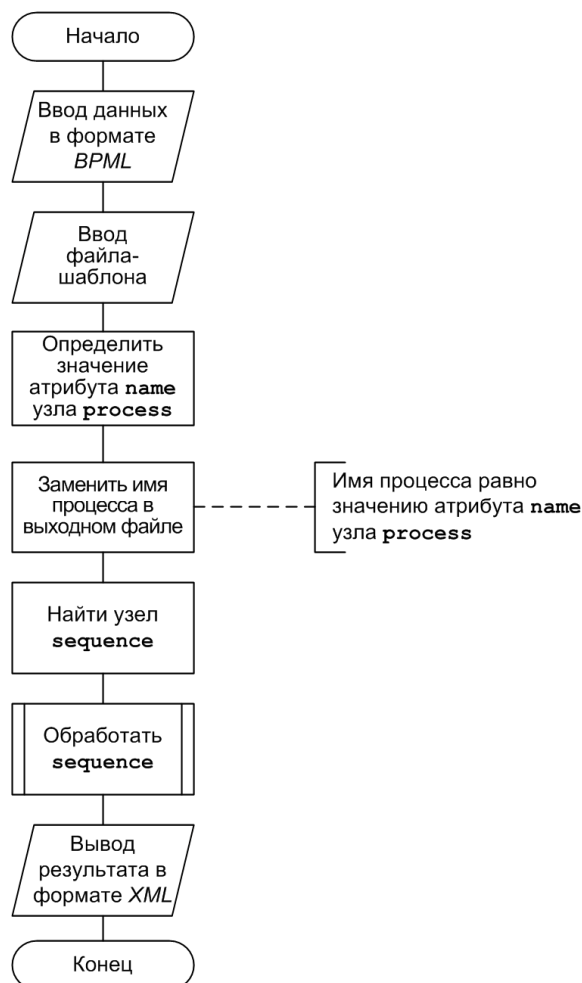 Начало
Ввод данных
в формате
BPML
Ввод
файла-
шаблона
Определить
значение
атрибута name
узла process
Заменить имя
процесса в
выходном файле
Имя процесса равно
значению атрибута name
узла process
Найти узел
sequence
Обработать
sequence
Вывод
результата в
формате XML
Конец